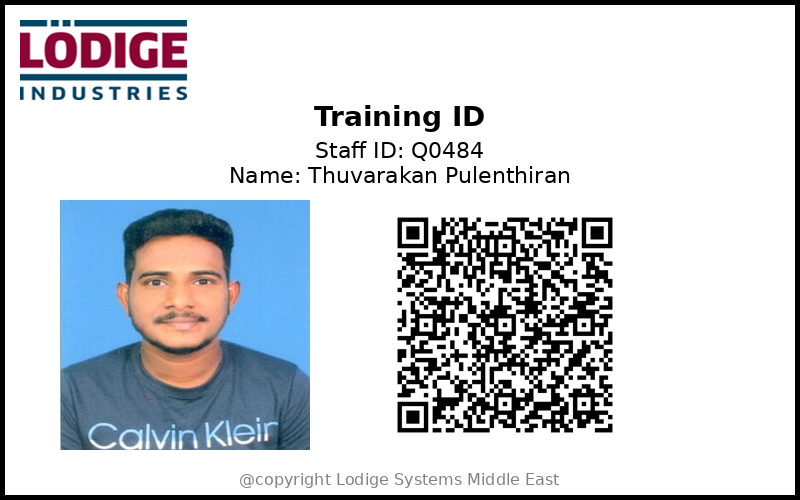 LÖDIGE
INDUSTRIES
Training ID
Staff ID: Q0484
Name: Thuvarakan Pulenthiran
Calvin Klein
@copyright Lodige Systems Middle East